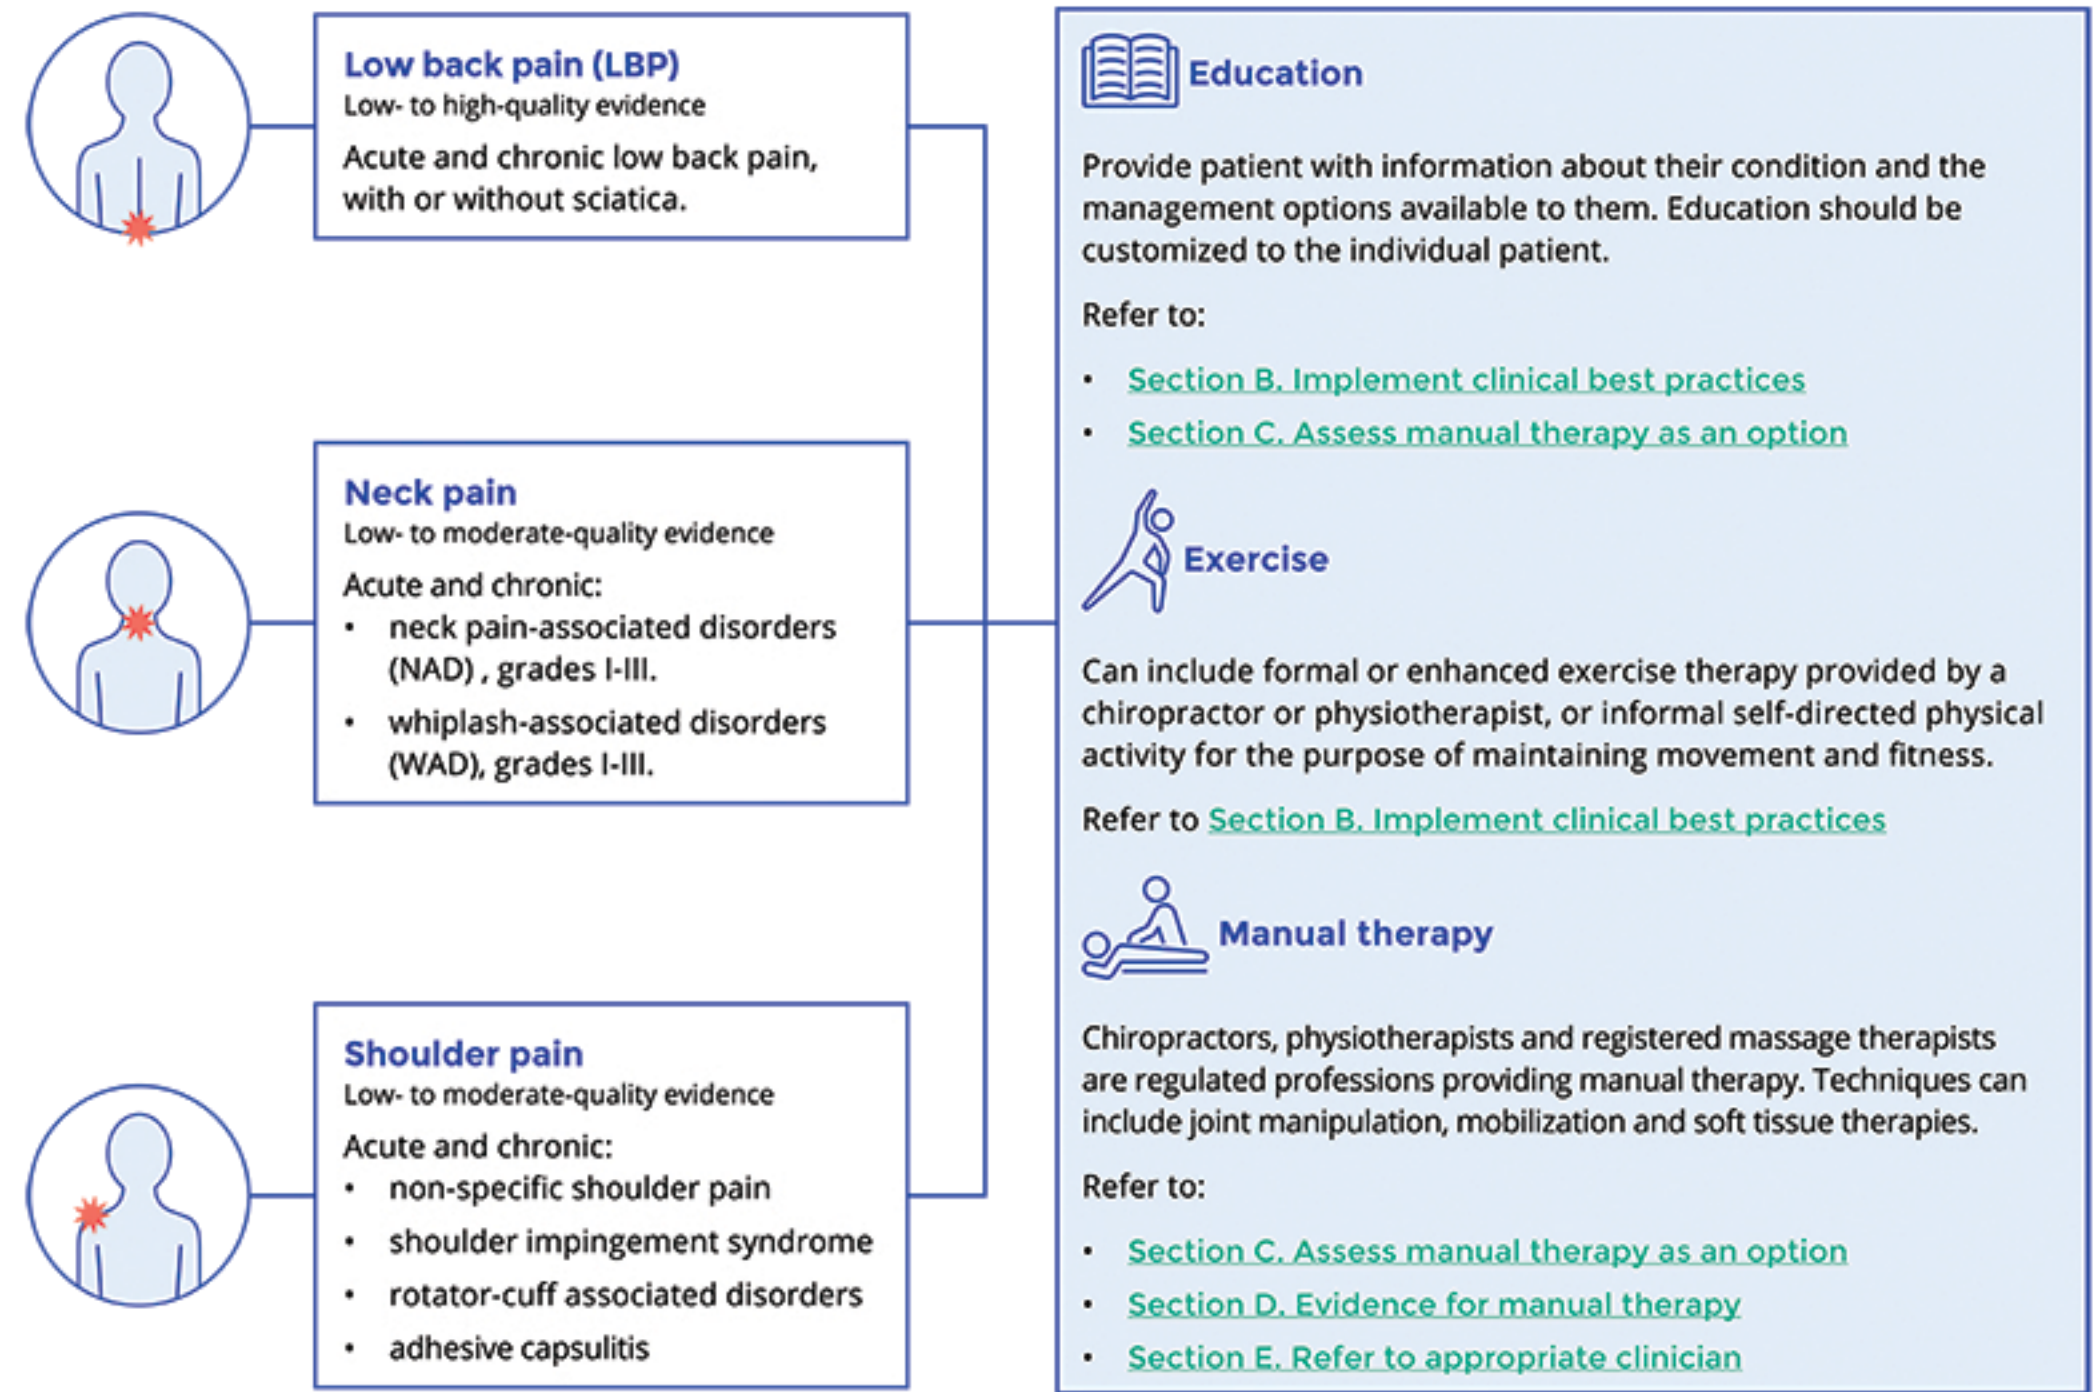 Low back pain (LBP)
Low- to high-quality evidence
Acute and chronic low back pain,
with or without sciatica.
Neck pain
Low- to moderate-quality evidence
Acute and chronic:
• neck pain-associated disorders
(NAD) , grades I-III.
• whiplash-associated disorders
(WAD), grades I-III.
Shoulder pain
Low- to moderate-quality evidence
Acute and chronic:
• non-specific shoulder pain
• shoulder impingement syndrome
• rotator-cuff associated disorders
• adhesive capsulitis
Education
Provide patient with information about their condition and the
management options available to them. Education should be
customized to the individual patient.
Refer to:
• Section B. Implement clinical best practices
• Section C. Assess manual therapy as an option
Exercise
Can include formal or enhanced exercise therapy provided by a
chiropractor or physiotherapist, or informal self-directed physical
activity for the purpose of maintaining movement and fitness.
Refer to Section B. Implement clinical best practices
Manual therapy
Chiropractors, physiotherapists and registered massage therapists
are regulated professions providing manual therapy. Techniques can
include joint manipulation, mobilization and soft tissue therapies.
Refer to:
• Section C. Assess manual therapy as an option
• Section D. Evidence for manual therapy
• Section E. Refer to appropriate clinician